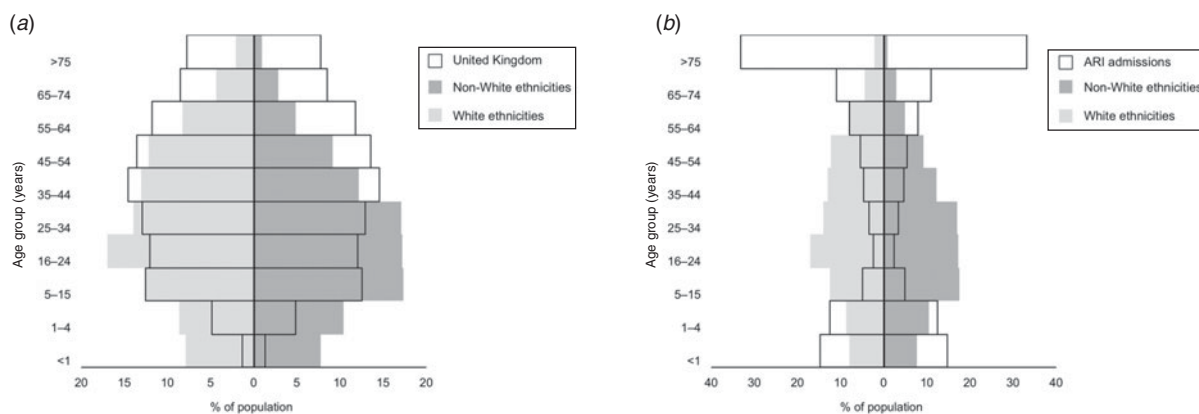 (a)
United Kingdom
Non-White ethnicities
White ethnicities
Age group (years)
>75
65–74
55–64
45–54
35–44
25–34
16–24
5–15
1–4
<1
20 15 10 5 0 5 10 15 20
% of population
(b)
ARI admissions
Non-White ethnicities
White ethnicities
Age group (years)
>75
65–74
55–64
45–54
35–44
25–34
16–24
5–15
1–4
<1
40 30 20 10 0 10 20 30 40
% of population